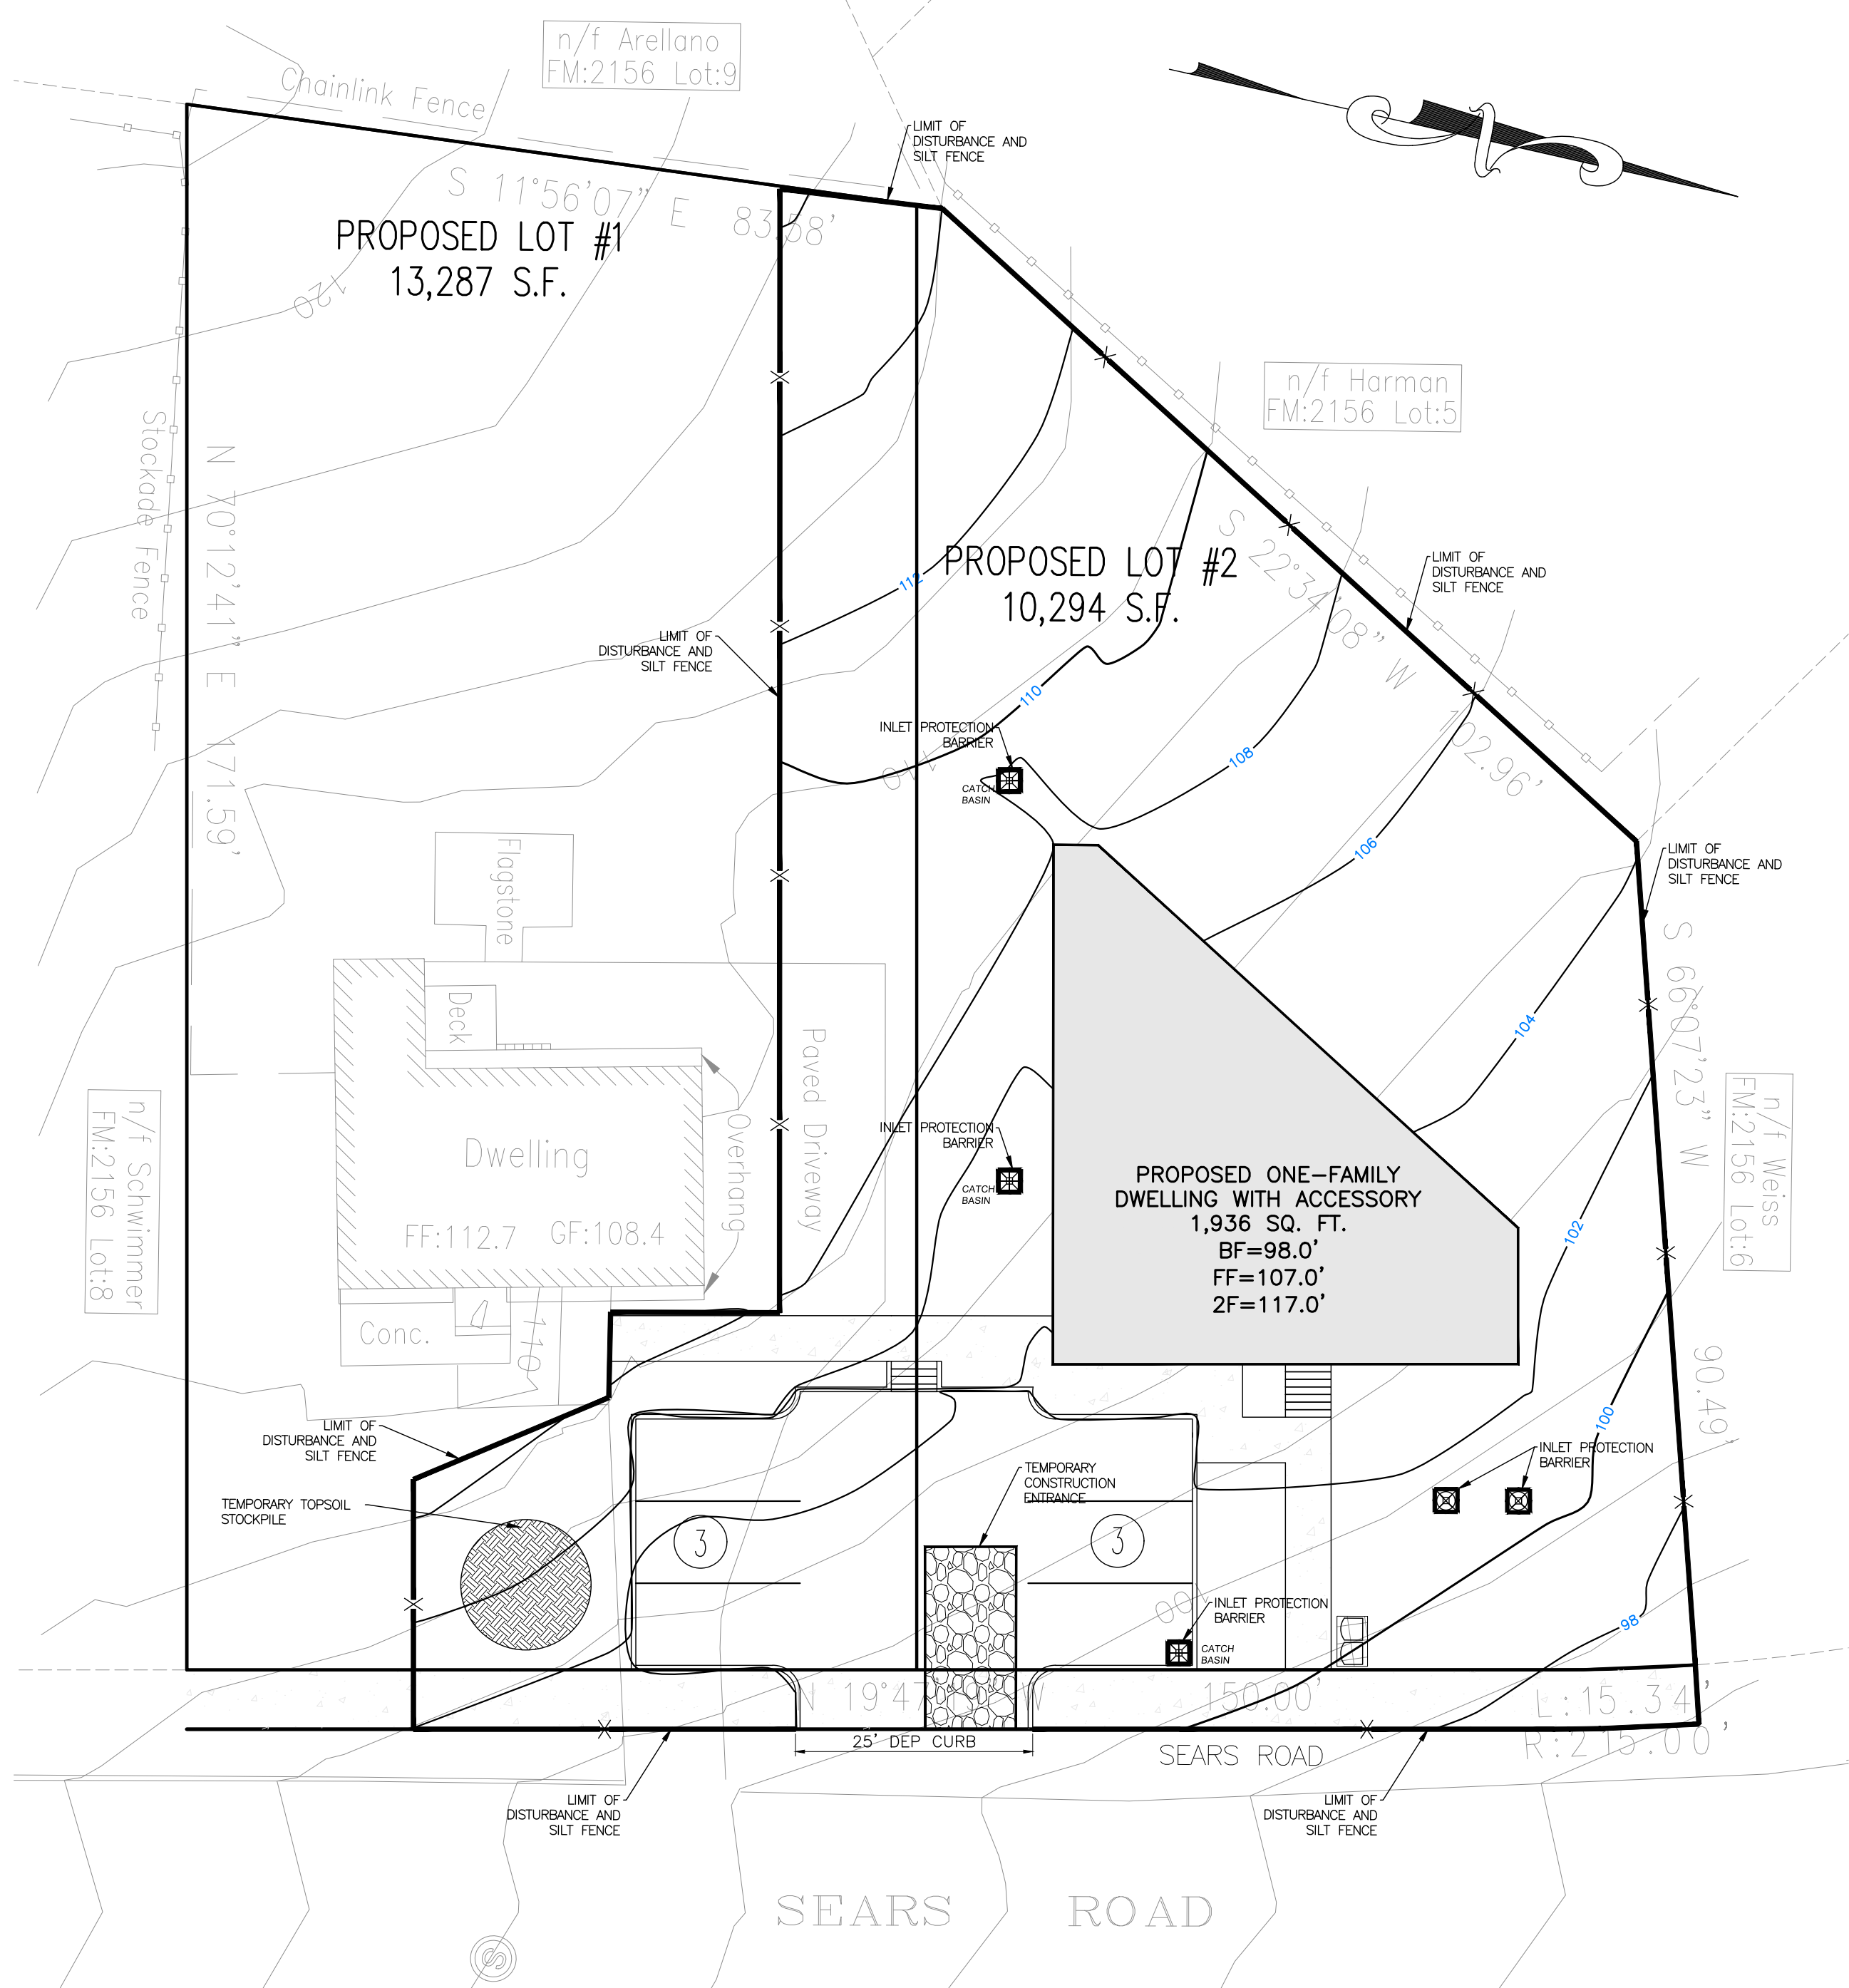 n/f Arellano
FM:2156 Lot:9
Chainlink Fence
LIMIT OF
DISTURBANCE AND
SILT FENCE
S 11°56'07" E 83.58'
PROPOSED LOT #1
13,287 S.F.
120
n/f Harman
FM:2156 Lot:5
Stockade Fence
N 70°12'41" E 171.59'
S 22°34'08" W 102.96'
PROPOSED LOT #2
10,294 S.F.
112
LIMIT OF
DISTURBANCE AND
SILT FENCE
LIMIT OF
DISTURBANCE AND
SILT FENCE
110
INLET PROTECTION
BARRIER
108
110
CATCH
BASIN
106
LIMIT OF
DISTURBANCE AND
SILT FENCE
Flagstone
Deck
S 66°07'23" W 90.49'
104
Paved Driveway
Overhang
n/f Schwimmer
FM:2156 Lot:8
Dwelling
FF:112.7 GF:108.4
INLET PROTECTION
BARRIER
CATCH
BASIN
n/f Weiss
FM:2156 Lot:6
PROPOSED ONE-FAMILY
DWELLING WITH ACCESSORY
1,936 SQ. FT.
BF=98.0'
FF=107.0'
2F=117.0'
102
Conc.
110
100
LIMIT OF
DISTURBANCE AND
SILT FENCE
INLET PROTECTION
BARRIER
TEMPORARY
CONSTRUCTION
ENTRANCE
TEMPORARY TOPSOIL
STOCKPILE
3
3
100
INLET PROTECTION
BARRIER
CATCH
BASIN
98
W 150.00'
L:15.34'
R:215.00'
25' DEP CURB
SEARS ROAD
LIMIT OF
DISTURBANCE AND
SILT FENCE
LIMIT OF
DISTURBANCE AND
SILT FENCE
SEARS ROAD
S